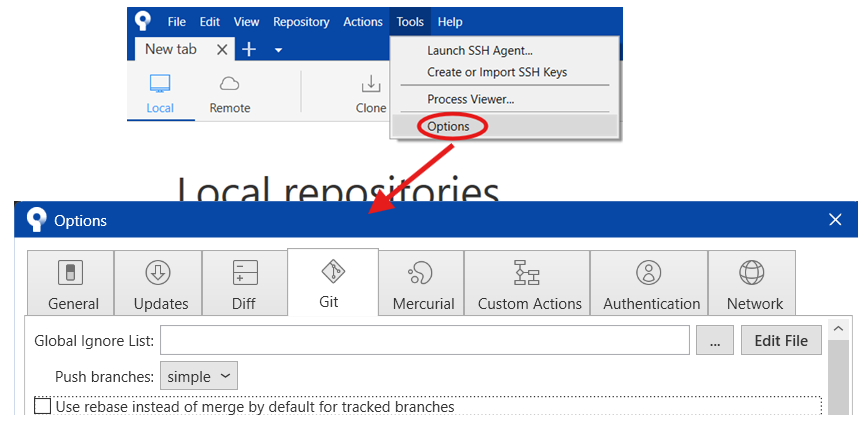 File Edit View Repository Actions Tools Help
New tab
Launch SSH Agent...
Create or Import SSH Keys
Process Viewer...
Options
Local Remote Clone
Local repositories
Options
General Updates Diff Git Mercurial Custom Actions Authentication Network
Global Ignore List: ... Edit File
Push branches: simple
Use rebase instead of merge by default for tracked branches